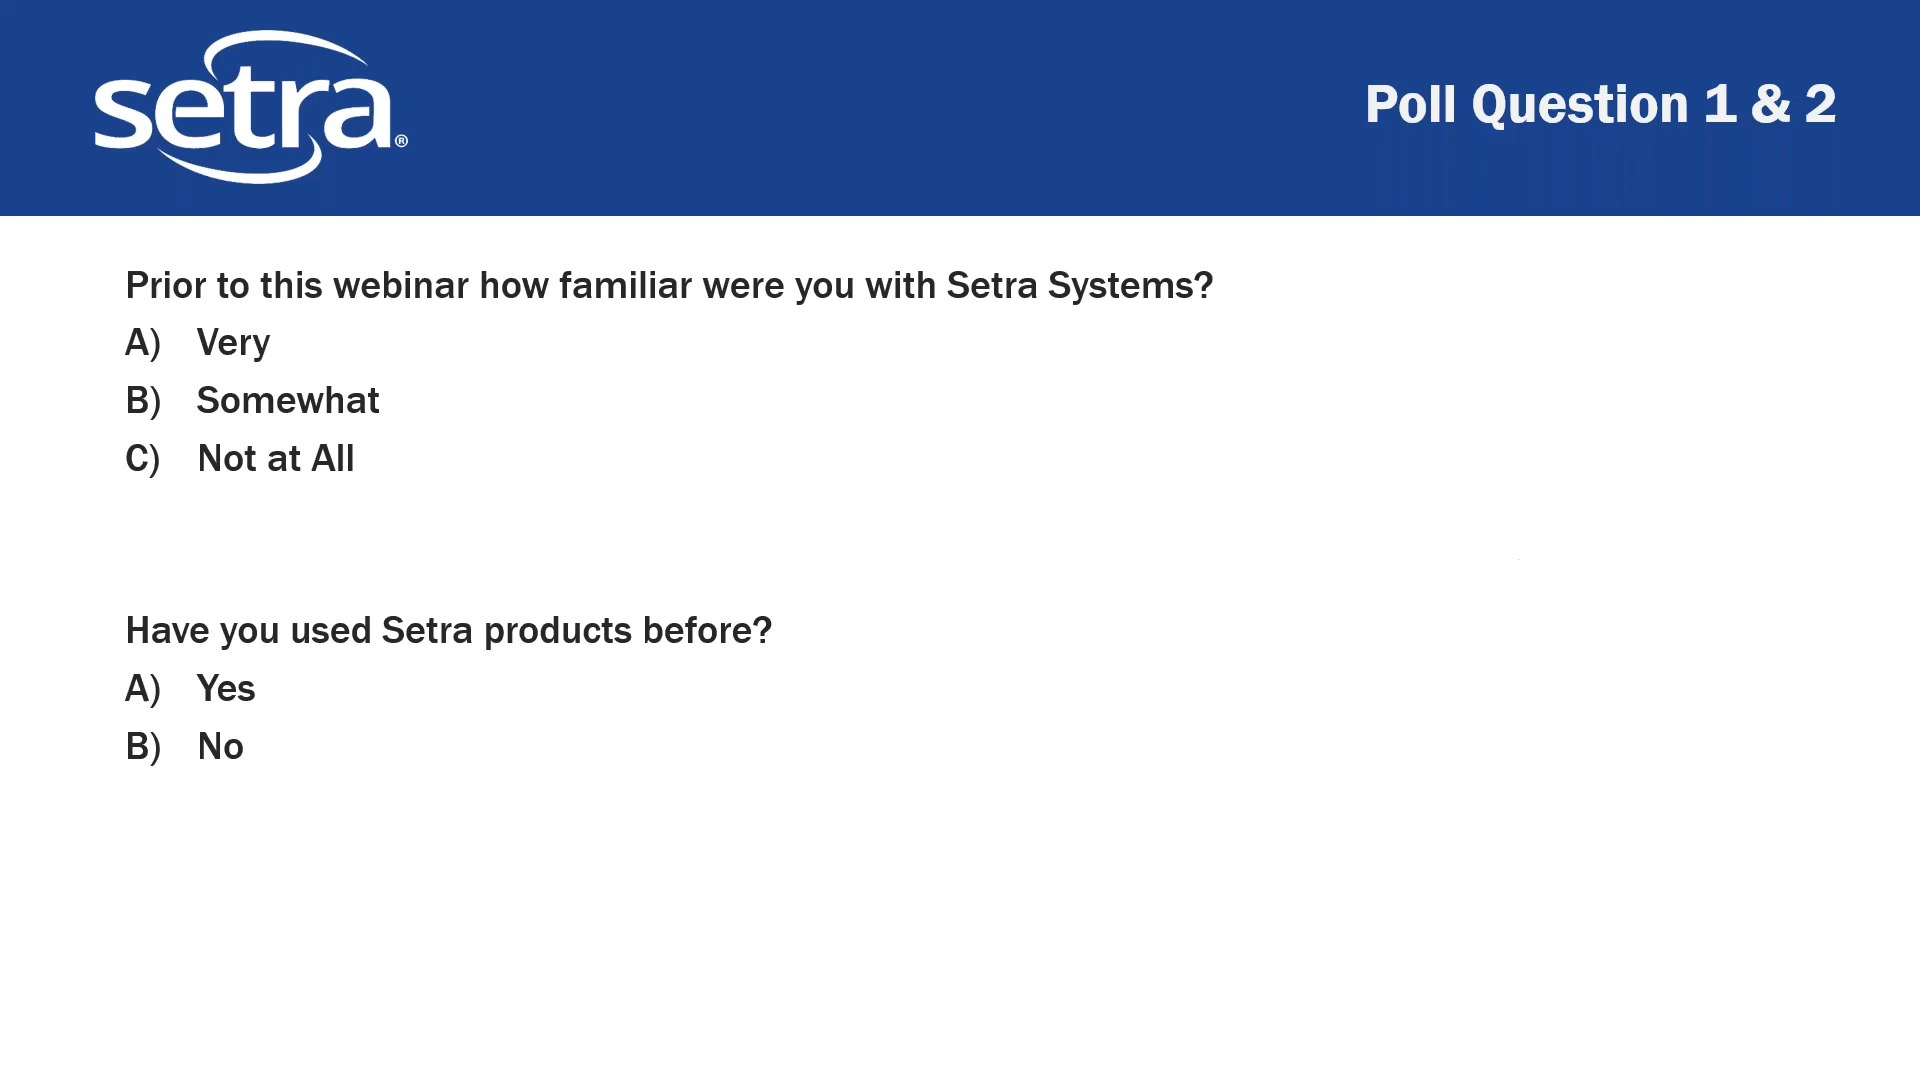 setra®
Poll Question 1 & 2
Prior to this webinar how familiar were you with Setra Systems?
A) Very
B) Somewhat
C) Not at All
Have you used Setra products before?
A) Yes
B) No